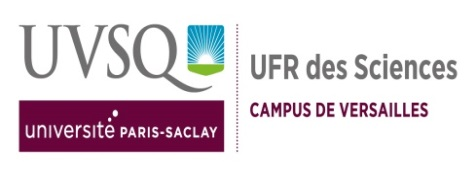 UVSQ
université PARIS-SACLAY
UFR des Sciences
CAMPUS DE VERSAILLES